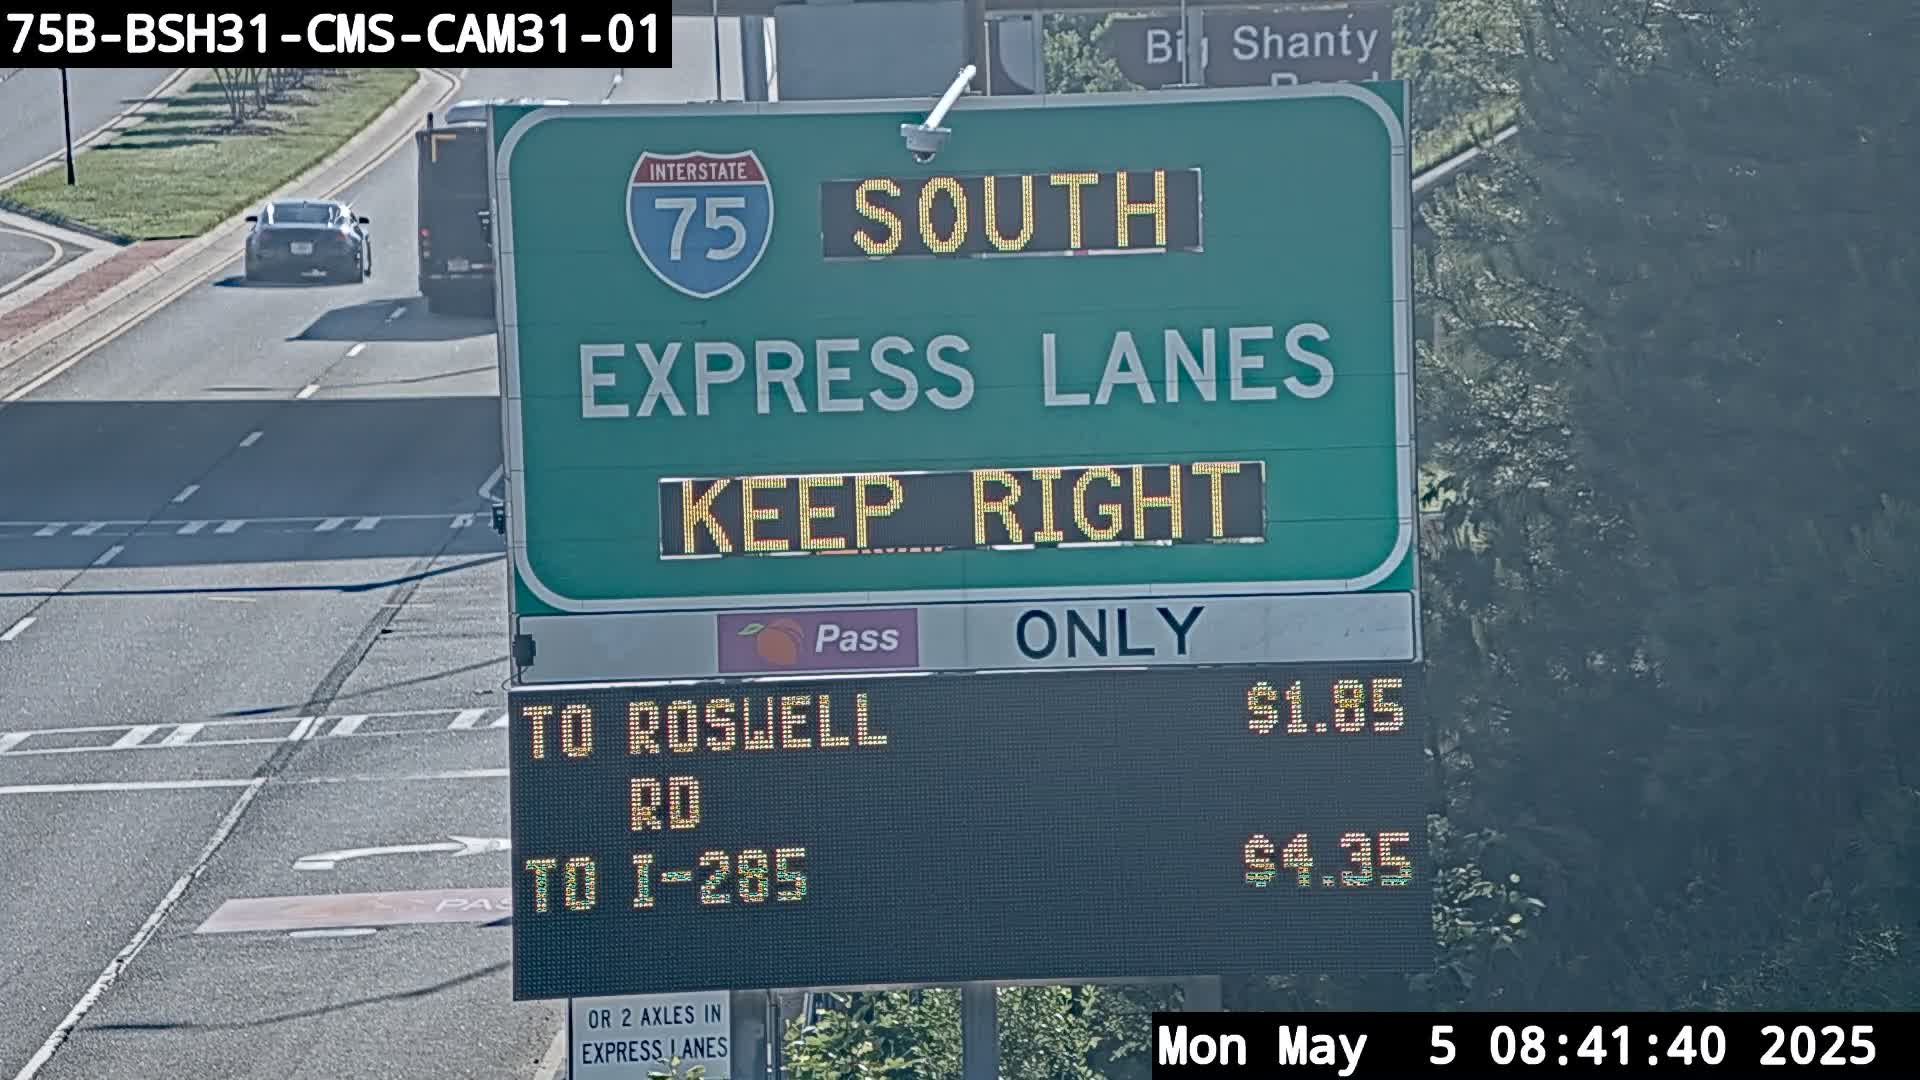 75B-BSH31-CMS-CAM31-01
Big Shanty
Road
INTERSTATE
75
SOUTH
EXPRESS LANES
KEEP RIGHT
Pass ONLY
TO ROSWELL $1.85
RD
TO I-285 $4.35
PAS
OR 2 AXLES IN
EXPRESS LANES
Mon May 5 08:41:40 2025